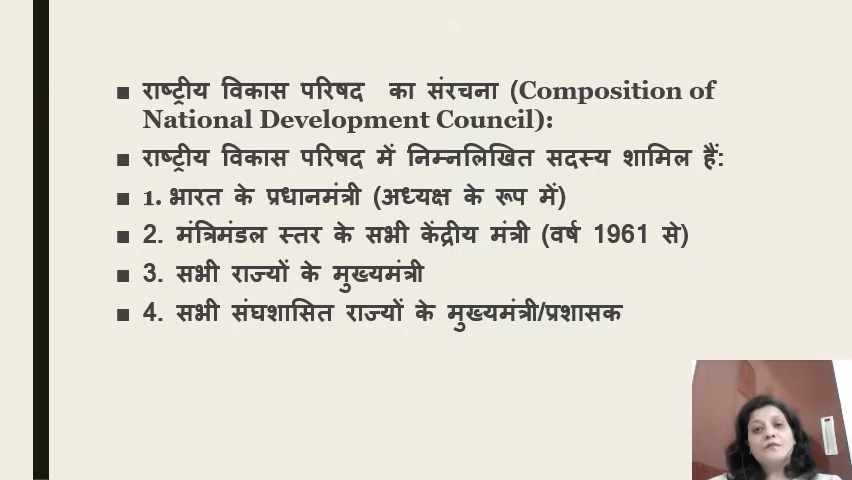 ▪ राष्ट्रीय विकास परिषद का संरचना (Composition of
National Development Council):
▪ राष्ट्रीय विकास परिषद में निम्नलिखित सदस्य शामिल हैं:
▪ 1. भारत के प्रधानमंत्री (अध्यक्ष के रूप में)
▪ 2. मंत्रिमंडल स्तर के सभी केंद्रीय मंत्री (वर्ष 1961 से)
▪ 3. सभी राज्यों के मुख्यमंत्री
▪ 4. सभी संघशासित राज्यों के मुख्यमंत्री/प्रशासक